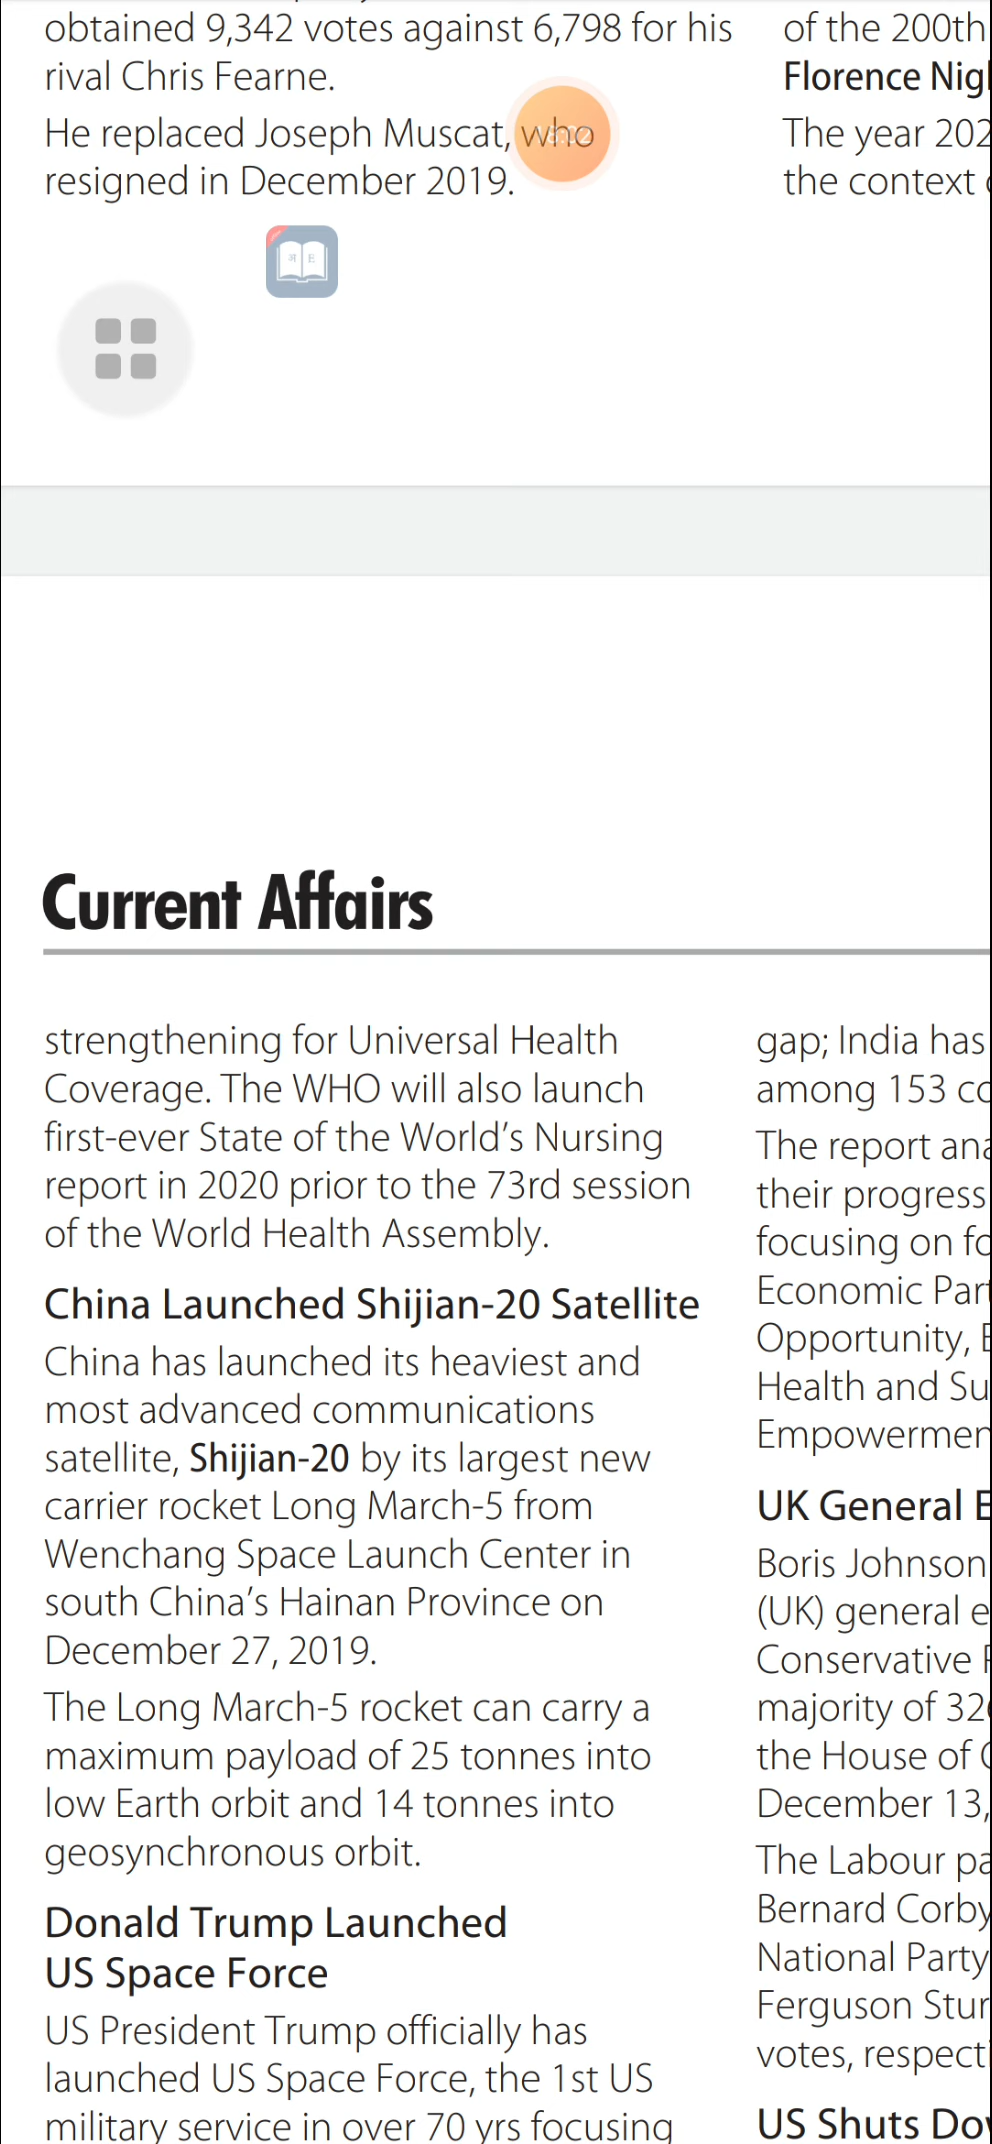 obtained 9,342 votes against 6,798 for his
rival Chris Fearne.
He replaced Joseph Muscat, who
resigned in December 2019.
of the 200th
Florence
The year
the context
18:02
अ E
Current Affairs
strengthening for Universal Health
Coverage. The WHO will also launch
first-ever State of the World’s Nursing
report in 2020 prior to the 73rd session
of the World Health Assembly.
China Launched Shijian-20 Satellite
China has launched its heaviest and
most advanced communications
satellite, Shijian-20 by its largest new
carrier rocket Long March-5 from
Wenchang Space Launch Center in
south China’s Hainan Province on
December 27, 2019.
The Long March-5 rocket can carry a
maximum payload of 25 tonnes into
low Earth orbit and 14 tonnes into
geosynchronous orbit.
Donald Trump Launched
US Space Force
US President Trump officially has
launched US Space Force, the 1st US
military service in over 70 yrs focusing
gap; India has
among 153
The report
their progress
focusing on
Economic
Opportunity,
Health and
UK General
Boris Johnson
(UK) general
Conservative
majority of
the House of
December 13,
The Labour
Bernard
National Party
Ferguson
votes,
US Shuts